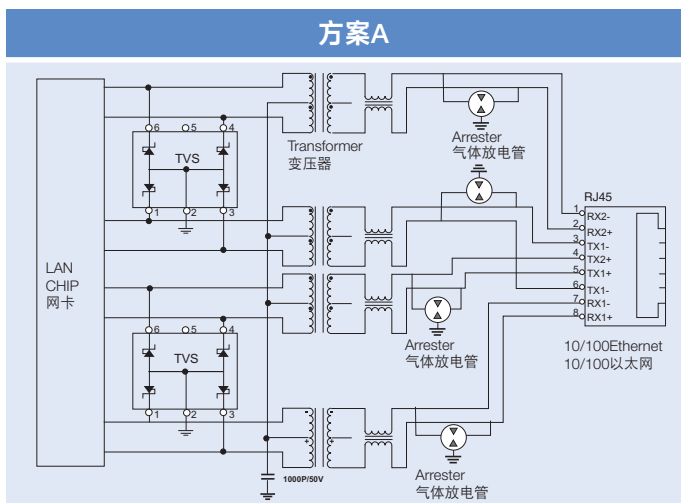 方案A
6 5 4
TVS
1 2 3
Transformer
变压器
Arrester
气体放电管
LAN
CHIP
网卡
6 5 4
TVS
1 2 3
1000P/50V
Arrester
气体放电管
Arrester
气体放电管
RJ45
1 RX2-
2 RX2+
3 TX1-
4 TX2+
5 TX1+
6 TX1-
7 RX1-
8 RX1+
10/100Ethernet
10/100以太网